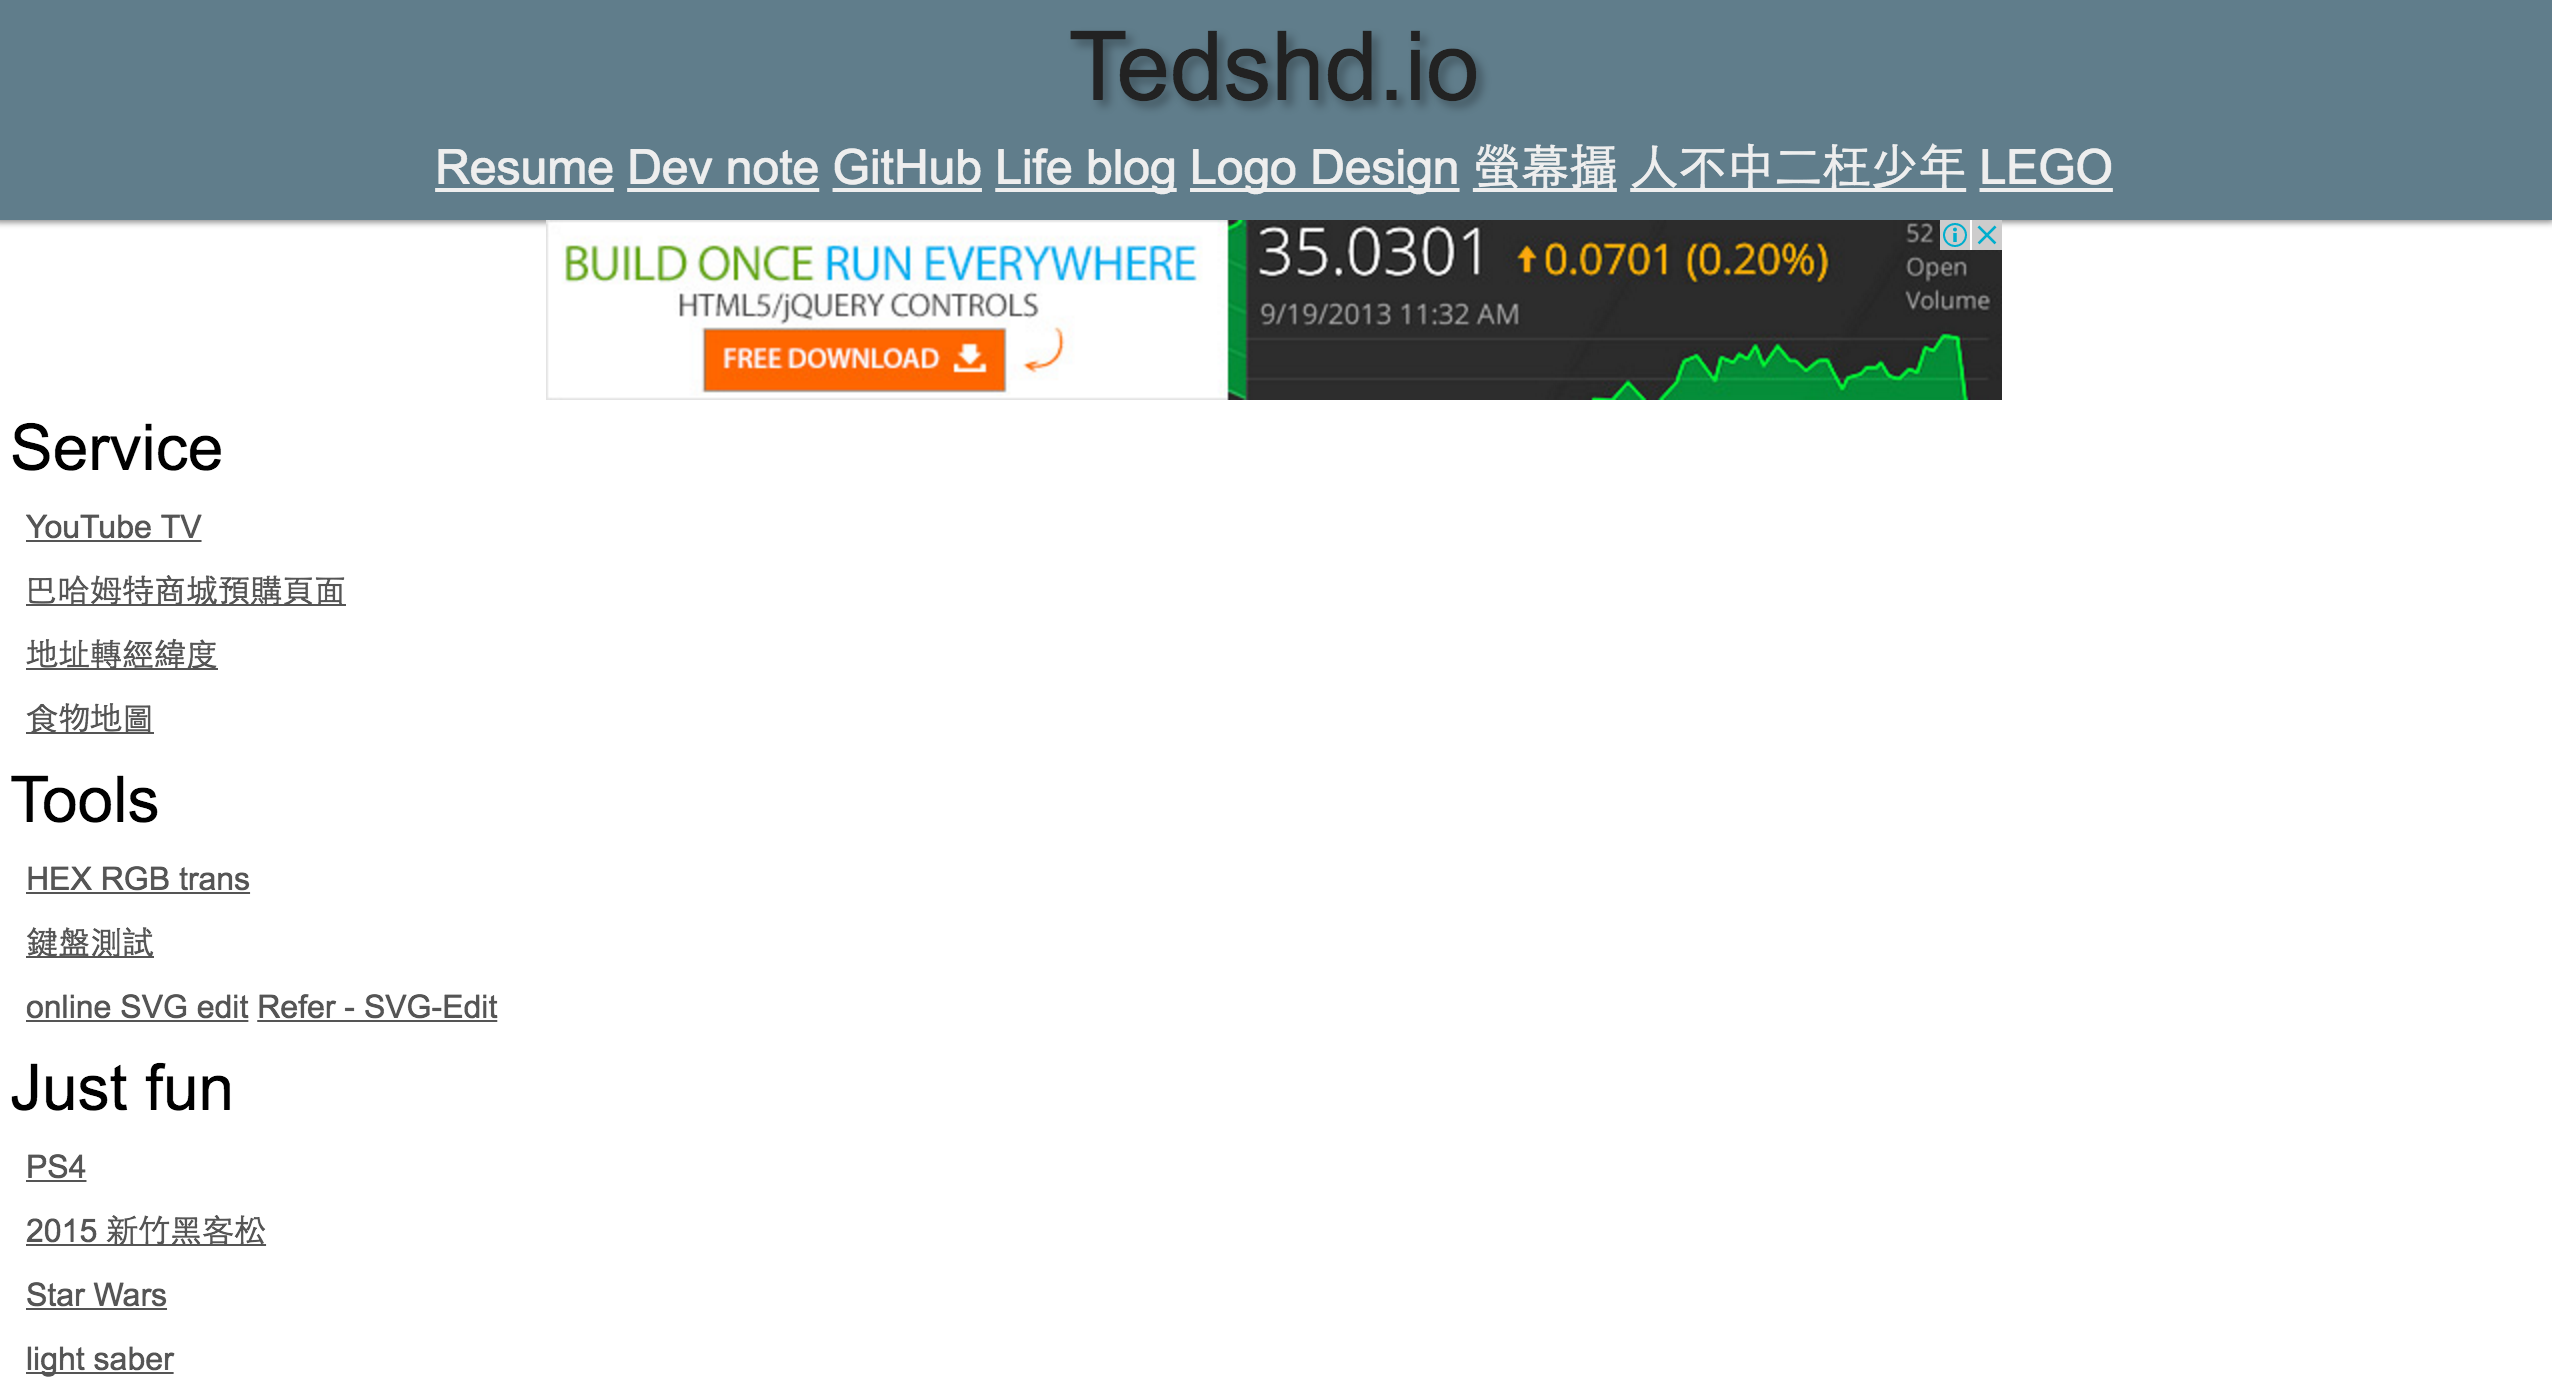 Tedshd.io
Resume Dev note GitHub Life blog Logo Design 螢幕攝 人不中二枉少年 LEGO
BUILD ONCE RUN EVERYWHERE
HTML5/jQUERY CONTROLS
FREE DOWNLOAD
35.0301 0.0701 (0.20%)
9/19/2013 11:32 AM
52
Open
Volume
Service
YouTube TV
巴哈姆特商城預購頁面
地址轉經緯度
食物地圖
Tools
HEX RGB trans
鍵盤測試
online SVG edit Refer - SVG-Edit
Just fun
PS4
2015 新竹黑客松
Star Wars
light saber